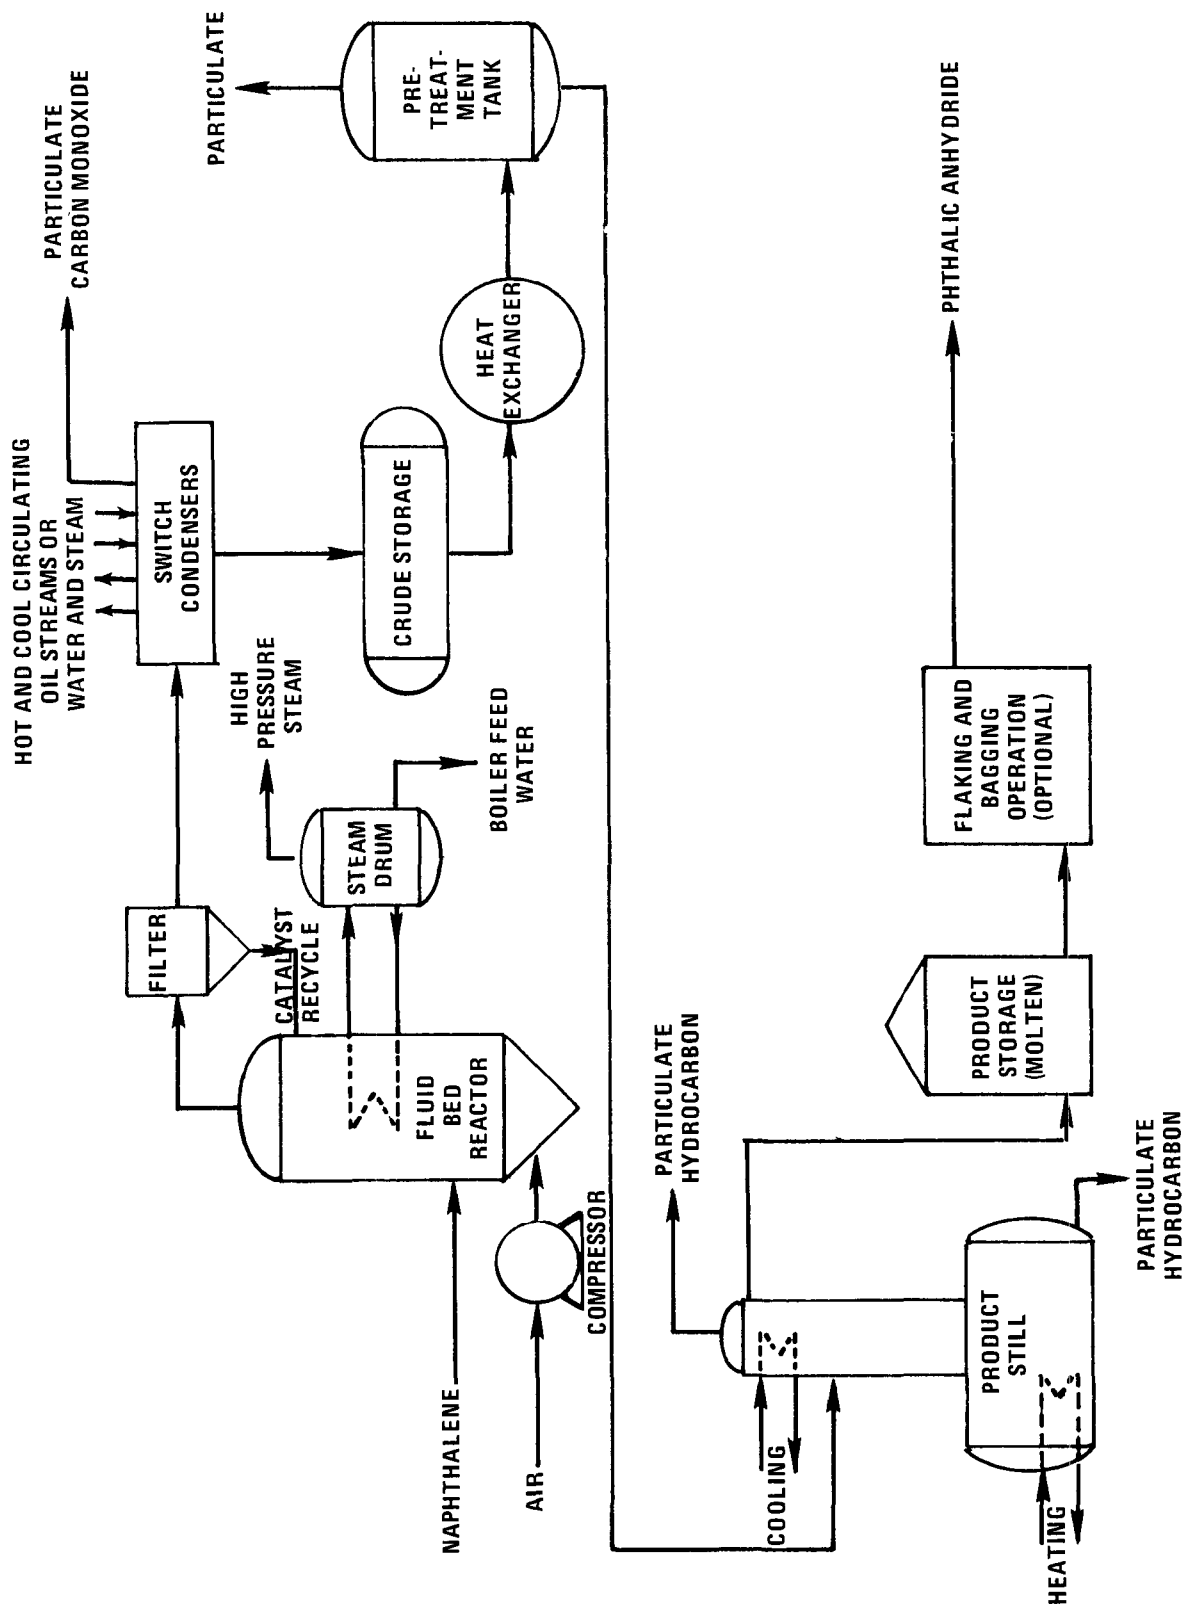 HOT AND COOL CIRCULATING
OIL STREAMS OR
WATER AND STEAM
PARTICULATE
CARBON MONOXIDE
PARTICULATE
FILTER
SWITCH
CONDENSERS
HIGH
PRESSURE
STEAM
CATALYST
RECYCLE
STEAM
DRUM
BOILER FEED
WATER
CRUDE STORAGE
HEAT
EXCHANGER
PRE-
TREAT-
MENT
TANK
FLUID
BED
REACTOR
NAPHTHALENE
AIR
COMPRESSOR
PARTICULATE
HYDROCARBON
COOLING
HEATING
PRODUCT
STILL
PARTICULATE
HYDROCARBON
PRODUCT
STORAGE
(MOLTEN)
FLAKING AND
BAGGING
OPERATION
(OPTIONAL)
PHTHALIC ANHYDRIDE